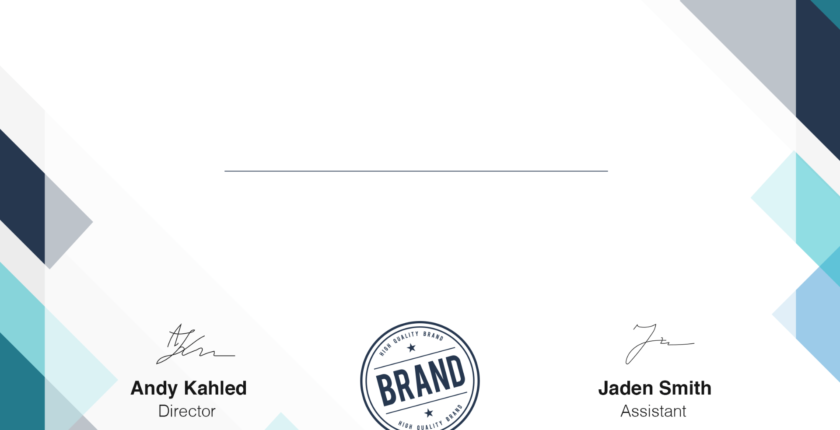 HIGH QUALITY BRAND
BRAND
HIGH QUALITY BRAND
Andy Kahled
Jaden Smith
Director
Assistant